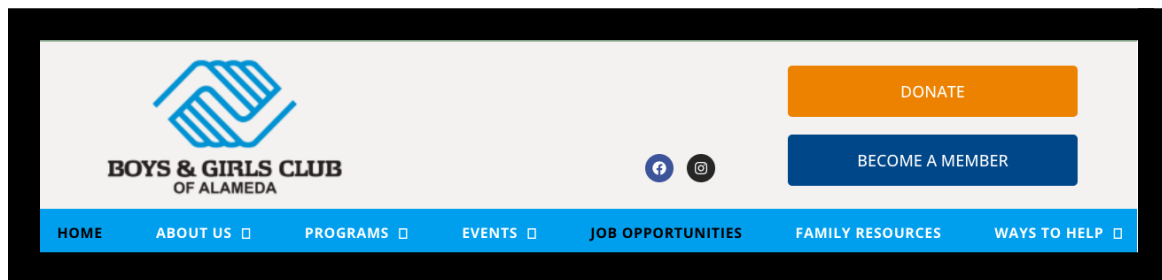 BOYS & GIRLS CLUB
OF ALAMEDA
DONATE
BECOME A MEMBER
HOME ABOUT US PROGRAMS EVENTS JOB OPPORTUNITIES FAMILY RESOURCES WAYS TO HELP